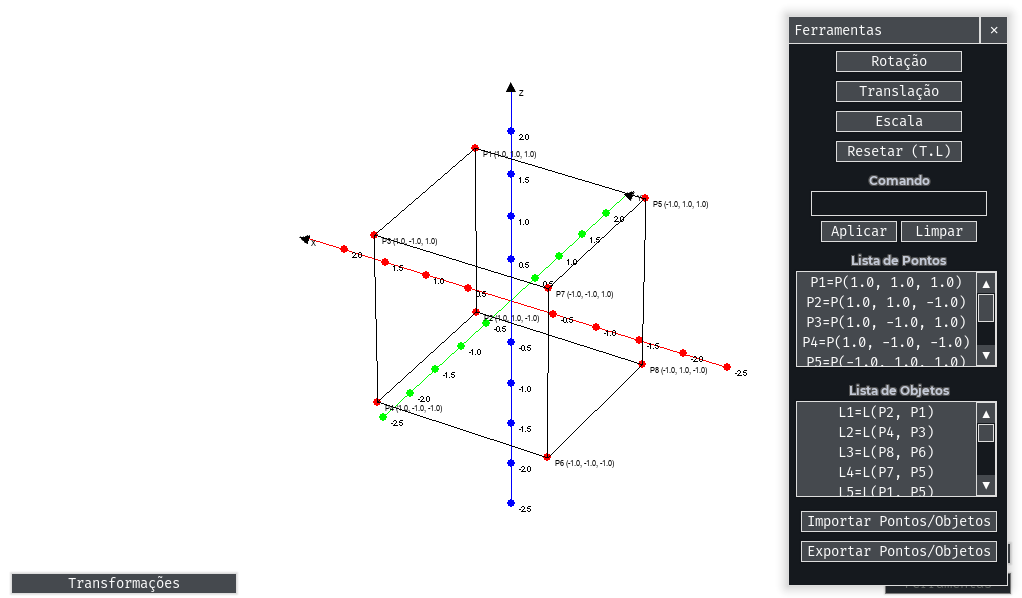 Z
2.0
P1 (1.0, 1.0, 1.0)
1.5
P5 (-1.0, 1.0, 1.0)
2.0
1.0
1.5
P3 (1.0, -1.0, 1.0)
X
2.0
1.5
0.5
1.0
1.0
0.5
0.5
P7 (-1.0, -1.0, 1.0)
P2 (1.0, 1.0, -1.0)
-0.5
-0.5
-1.0
-0.5
-1.0
-1.5
-2.0
P8 (-1.0, 1.0, -1.0)
-2.5
-1.5
-1.0
-2.0
P4 (1.0, -1.0, -1.0)
-2.5
-1.5
P6 (-1.0, -1.0, -1.0)
-2.0
-2.5
Transformações
Ferramentas ×
Rotação
Translação
Escala
Resetar (T.L)
Comando
Aplicar Limpar
Lista de Pontos
P1=P(1.0, 1.0, 1.0)
P2=P(1.0, 1.0, -1.0)
P3=P(1.0, -1.0, 1.0)
P4=P(1.0, -1.0, -1.0)
P5=P(-1.0, 1.0, 1.0)
Lista de Objetos
L1=L(P2, P1)
L2=L(P4, P3)
L3=L(P8, P6)
L4=L(P7, P5)
L5=L(P1, P5)
Importar Pontos/Objetos
Exportar Pontos/Objetos
Ferramentas